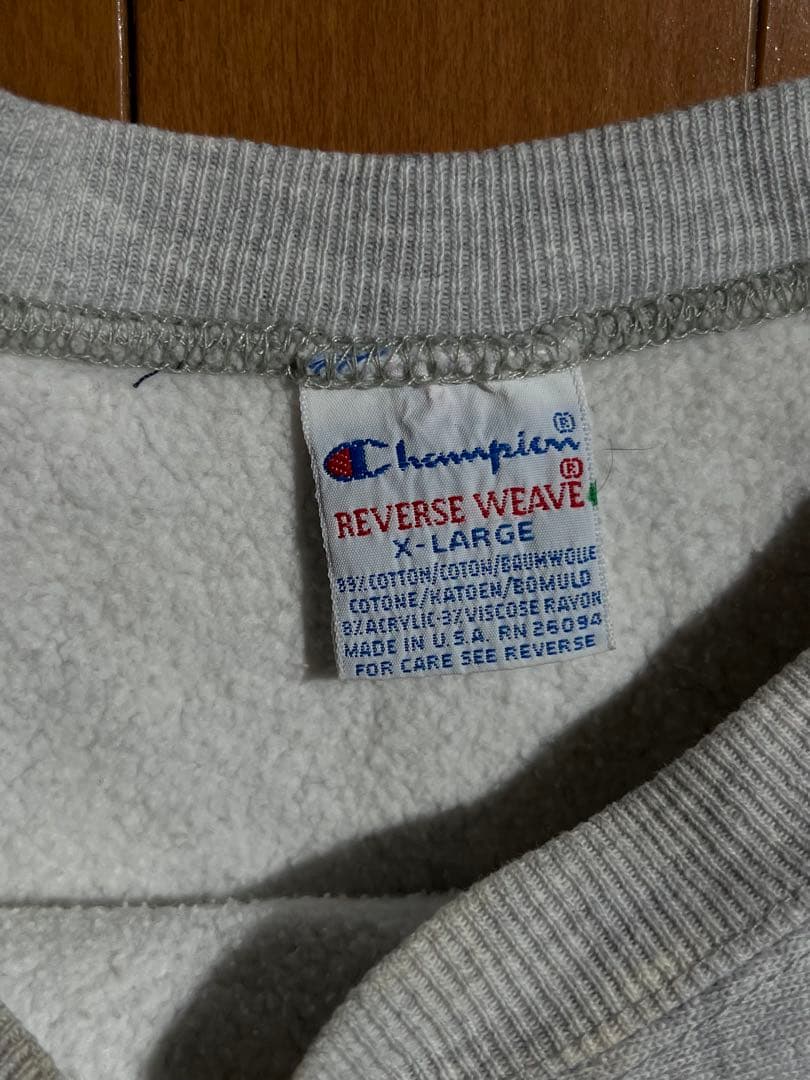 Champion®
REVERSE WEAVE®
X-LARGE
89% COTTON/COTON/BAUMWOLLE
COTONE/KATOEN/BOMULD
8% ACRYLIC-3% VISCOSE RAYON
MADE IN U.S.A. RN 26094
FOR CARE SEE REVERSE